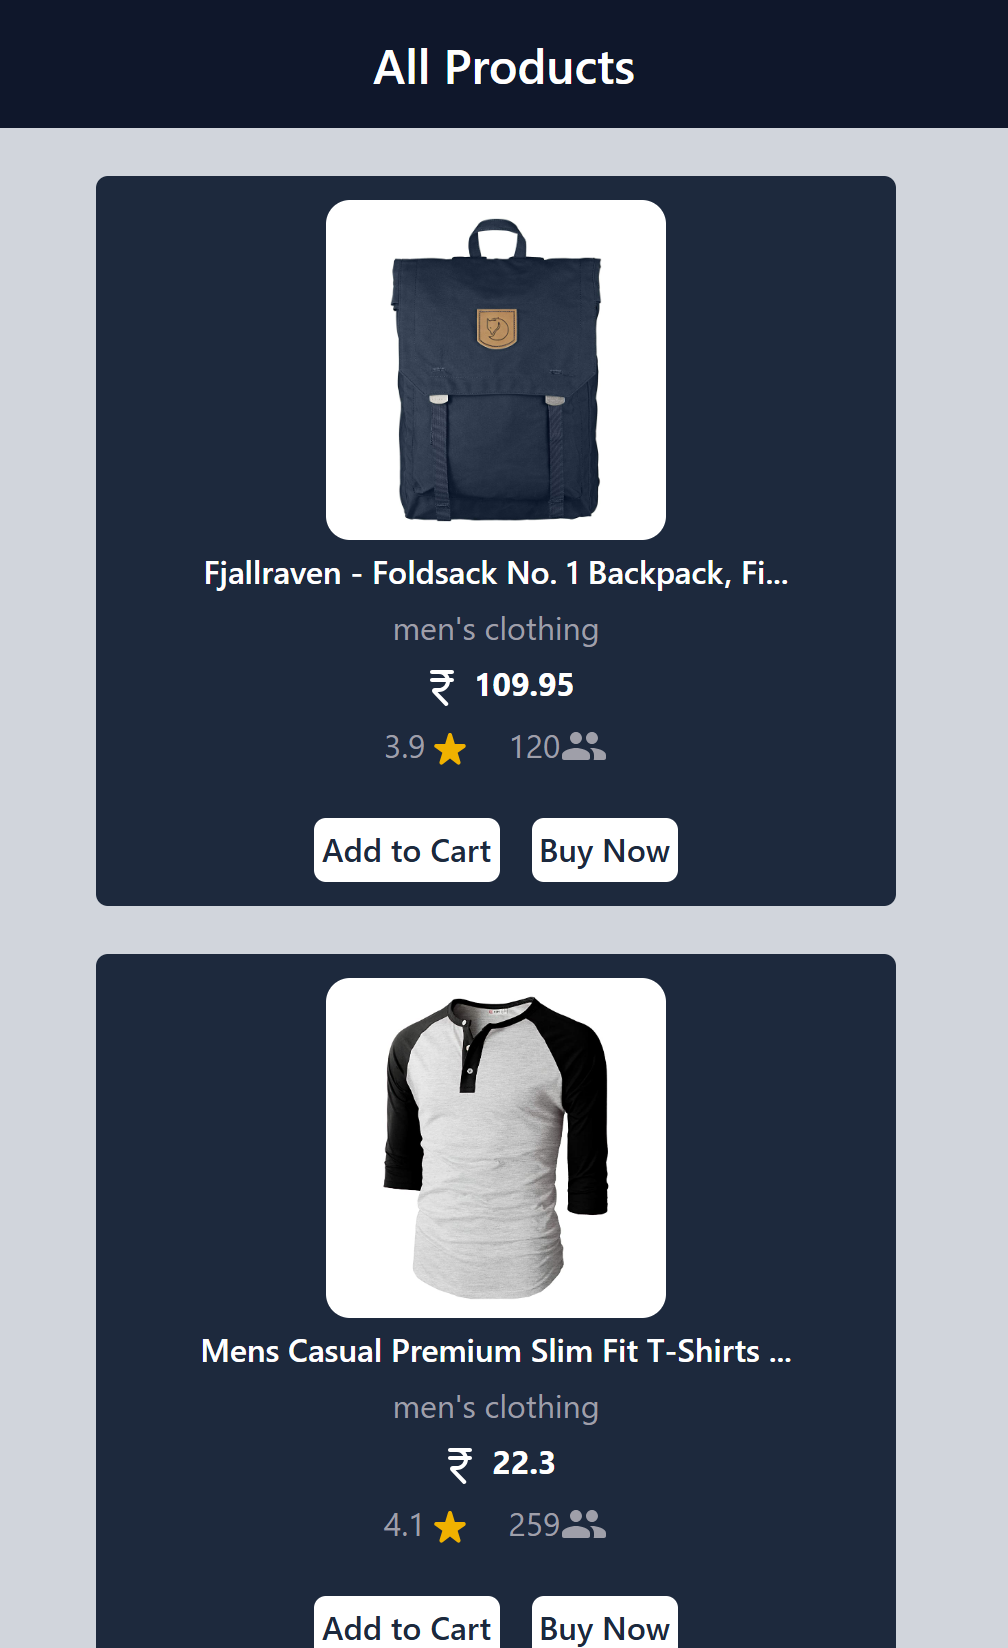 All Products
Fjallraven - Foldsack No. 1 Backpack, Fi...
men's clothing
₹ 109.95
3.9 120
Add to Cart Buy Now
Mens Casual Premium Slim Fit T-Shirts ...
men's clothing
₹ 22.3
4.1 259
Add to Cart Buy Now